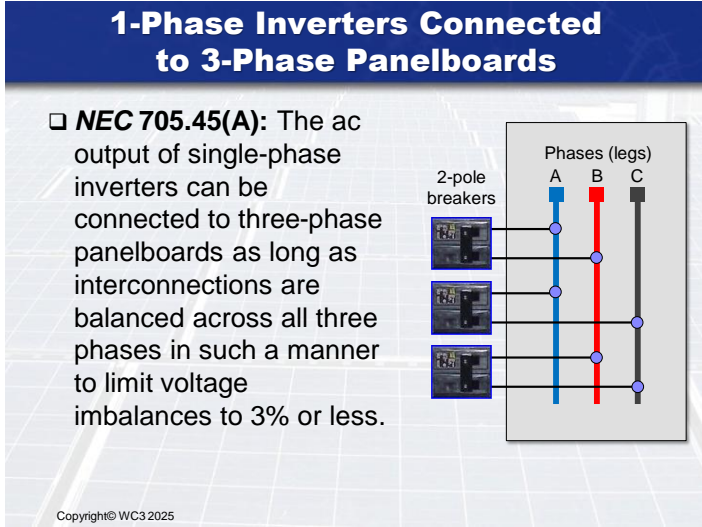 1-Phase Inverters Connected
to 3-Phase Panelboards
❑ NEC 705.45(A): The ac
output of single-phase
inverters can be
connected to three-phase
panelboards as long as
interconnections are
balanced across all three
phases in such a manner
to limit voltage
imbalances to 3% or less.
2-pole
breakers
Phases (legs)
A B C
Copyright© WC3 2025